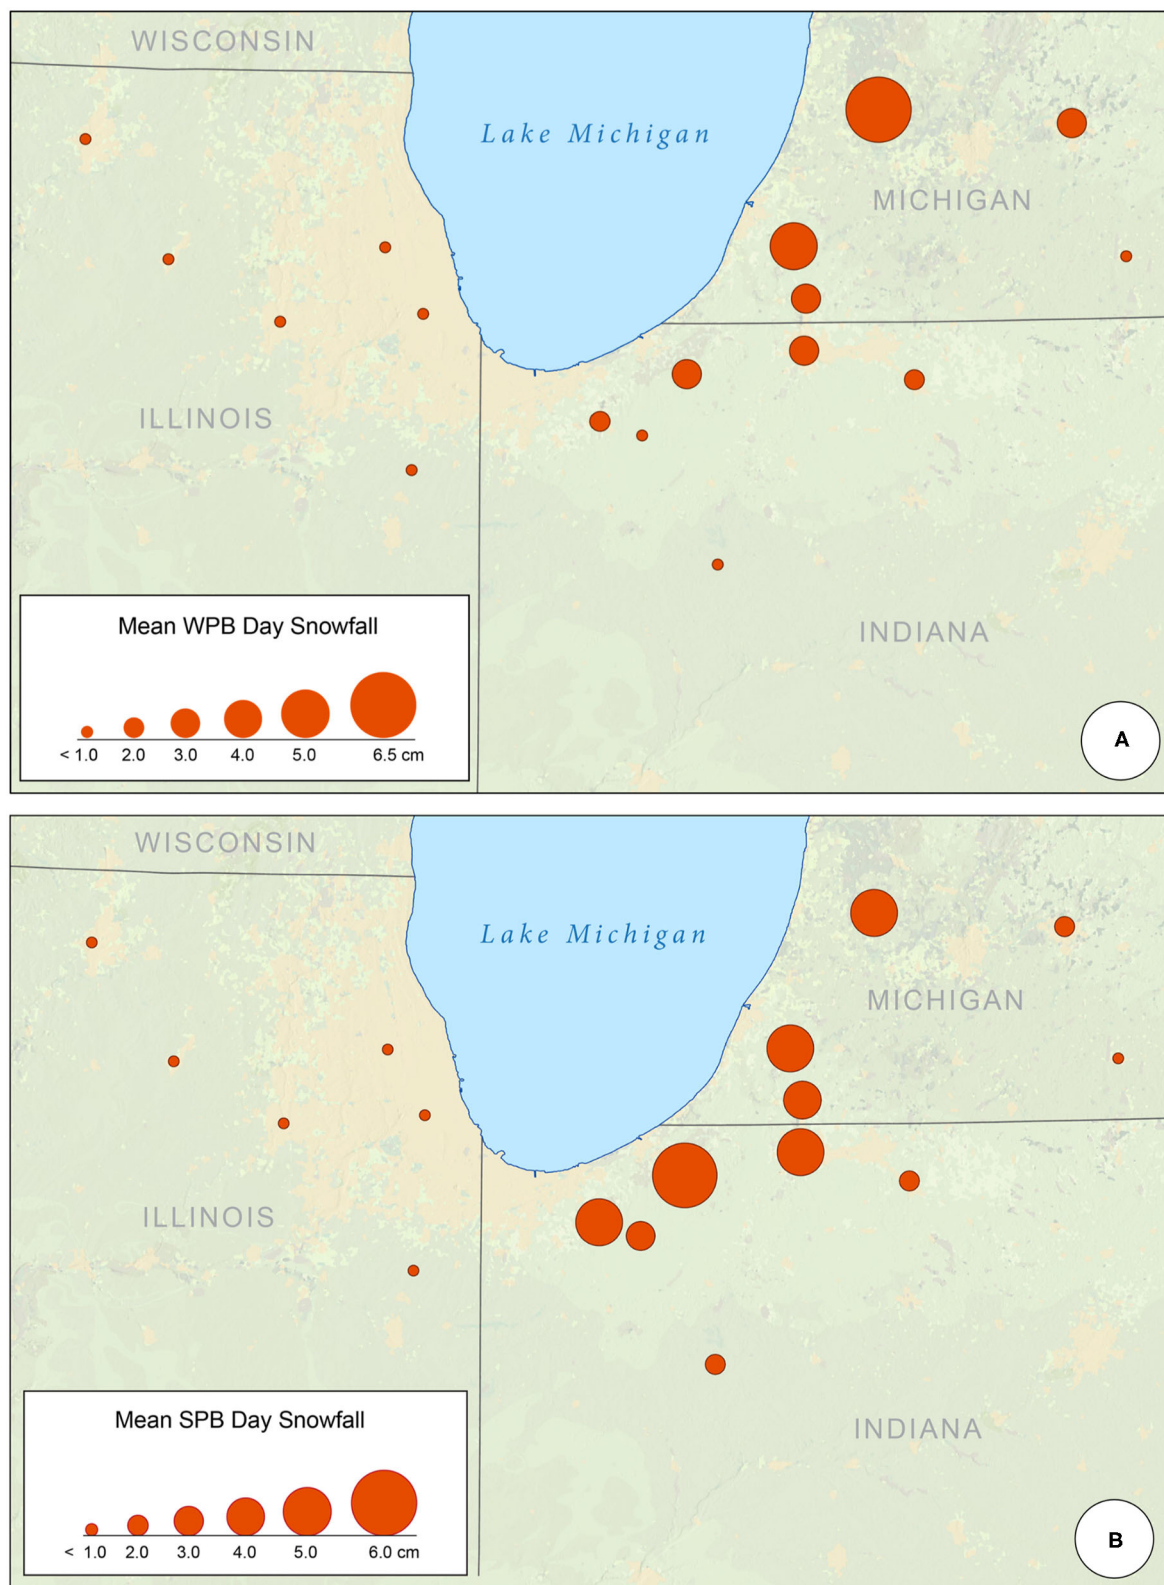 WISCONSIN
Lake Michigan
MICHIGAN
ILLINOIS
INDIANA
Mean WPB Day Snowfall
< 1.0 2.0 3.0 4.0 5.0 6.5 cm
A
WISCONSIN
Lake Michigan
MICHIGAN
ILLINOIS
INDIANA
Mean SPB Day Snowfall
< 1.0 2.0 3.0 4.0 5.0 6.0 cm
B